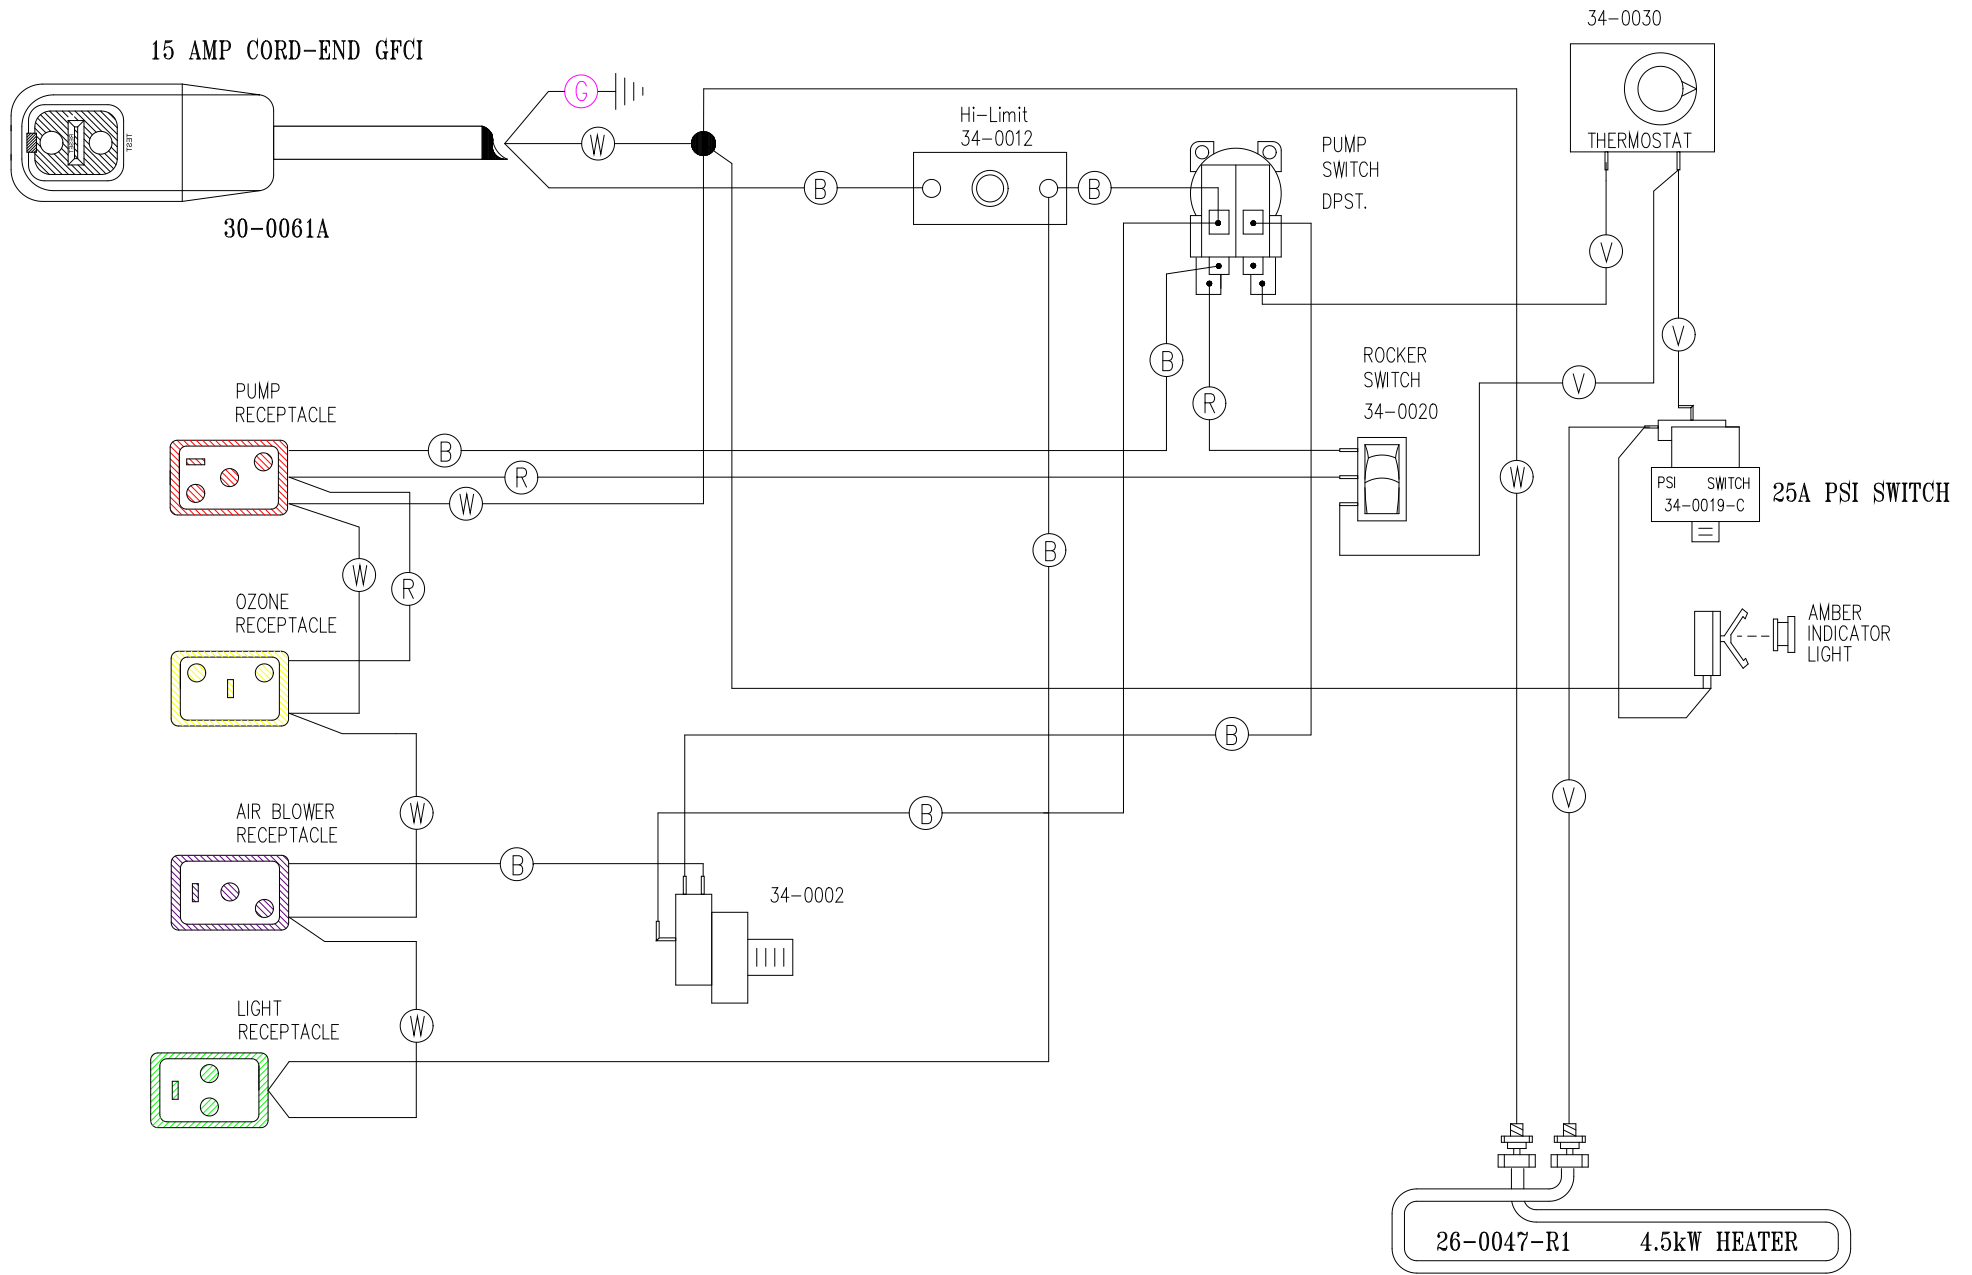 34-0030
15 AMP CORD-END GFCI
G
THERMOSTAT
TEST
W
Hi-Limit
34-0012
PUMP
SWITCH
DPST.
B
B
30-0061A
V
V
B
ROCKER
SWITCH
34-0020
V
R
PUMP
RECEPTACLE
B
R
W
W
PSI SWITCH
34-0019-C
25A PSI SWITCH
B
W
R
OZONE
RECEPTACLE
AMBER
INDICATOR
LIGHT
B
V
AIR BLOWER
RECEPTACLE
W
B
B
34-0002
LIGHT
RECEPTACLE
W
26-0047-R1 4.5kW HEATER